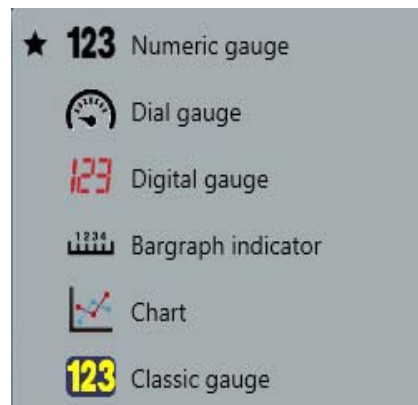 123 Numeric gauge
Dial gauge
123 Digital gauge
1234 Bargraph indicator
Chart
123 Classic gauge